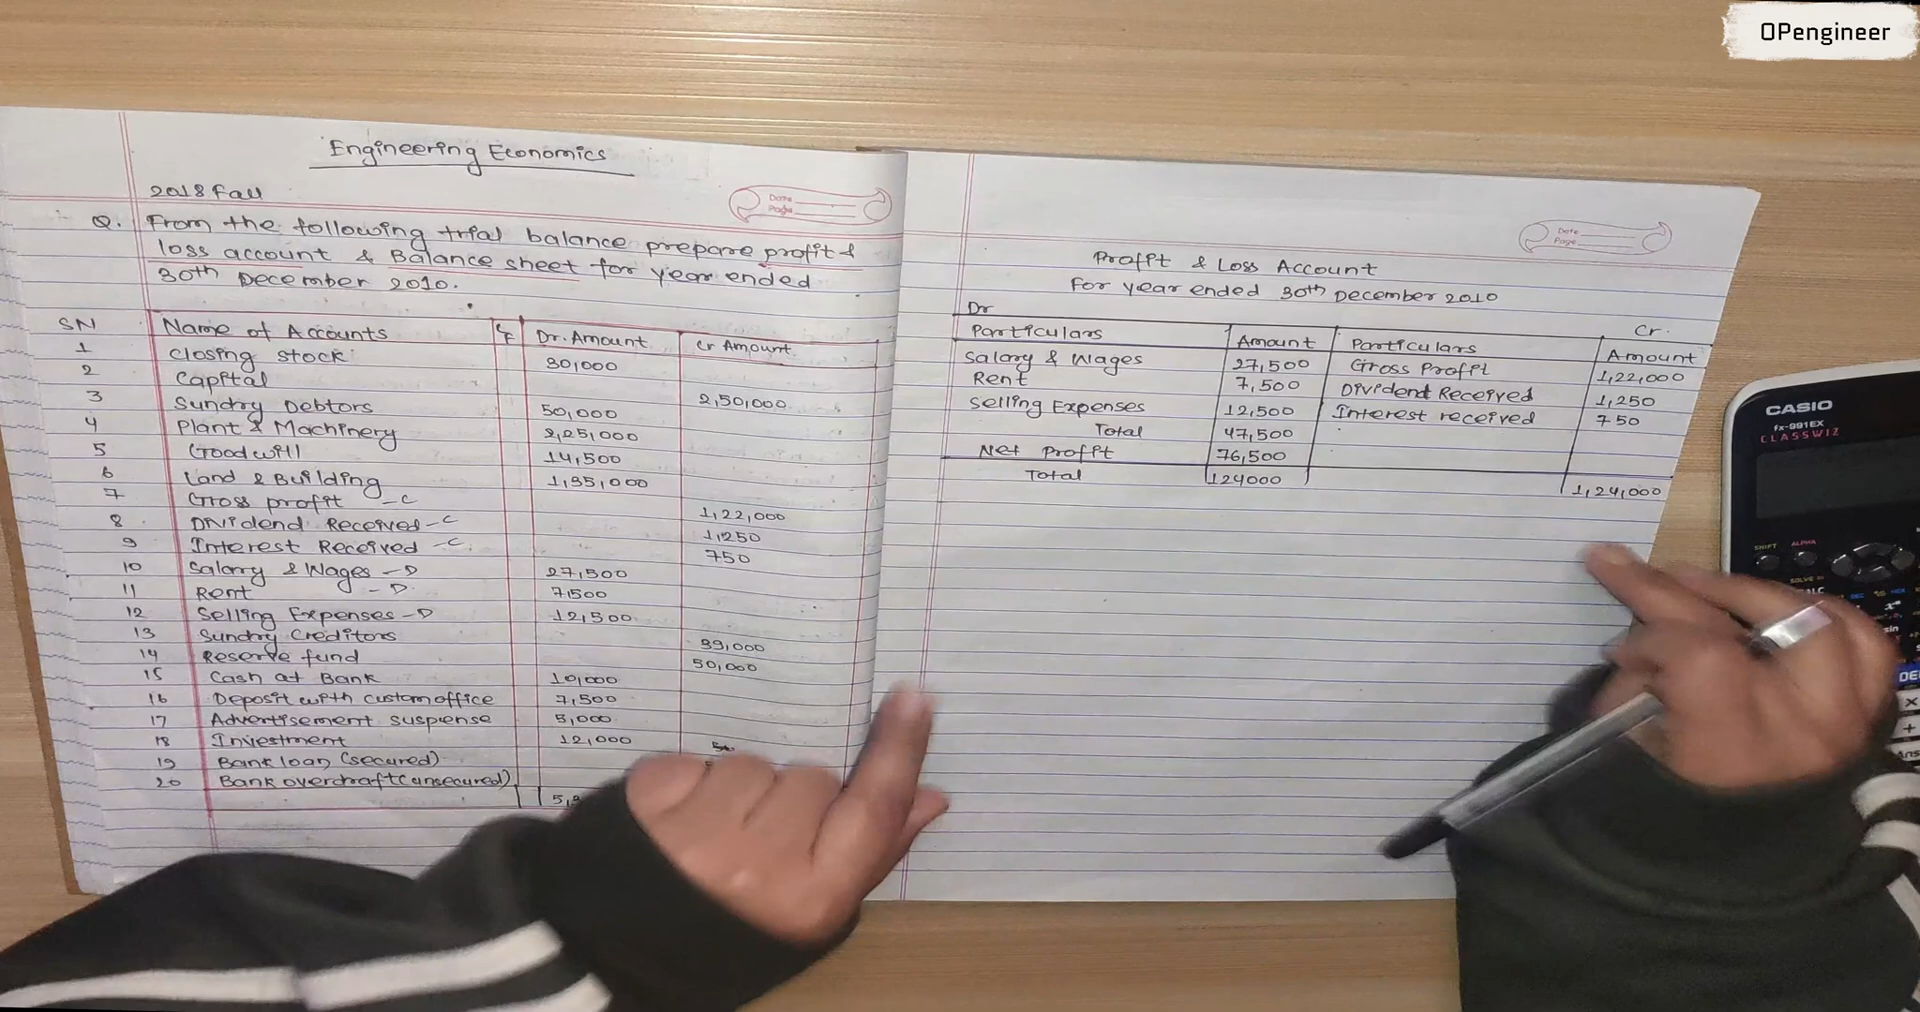 OPengineer
Engineering Economics
2018 Fall
Date
Page
Q. From the following trial balance prepare profit &
loss account & Balance sheet for year ended
30th December 2010.
SN Name of Accounts Dr. Amount Cr Amount
1 Closing stock 30,000
2 Capital 2,50,000
3 Sundry Debtors 50,000
4 Plant & Machinery 2,25,000
5 Goodwill 14,500
6 Land & Building 1,35,000
7 Gross profit - C 1,22,000
8 Dividend Received - C 1,250
9 Interest Received - C 750
10 Salary & Wages - D 27,500
11 Rent - D 7,500
12 Selling Expenses - D 12,500
13 Sundry Creditors 39,000
14 Reserve fund 50,000
15 Cash at Bank 10,000
16 Deposit with custom office 7,500
17 Advertisement suspense 5,000
18 Investment 12,000
19 Bank loan (secured)
20 Bank overdraft (unsecured)
Date
Page
Profit & Loss Account
For year ended 30th December 2010
Dr Cr.
Particulars Amount Particulars Amount
Salary & Wages 27,500 Gross Profit 1,22,000
Rent 7,500 Dividend Received 1,250
Selling Expenses 12,500 Interest received 750
Total 47,500
Net Profit 76,500
Total 124000 1,24,000
CASIO
fx-991EX
CLASSWIZ
SHIFT ALPHA